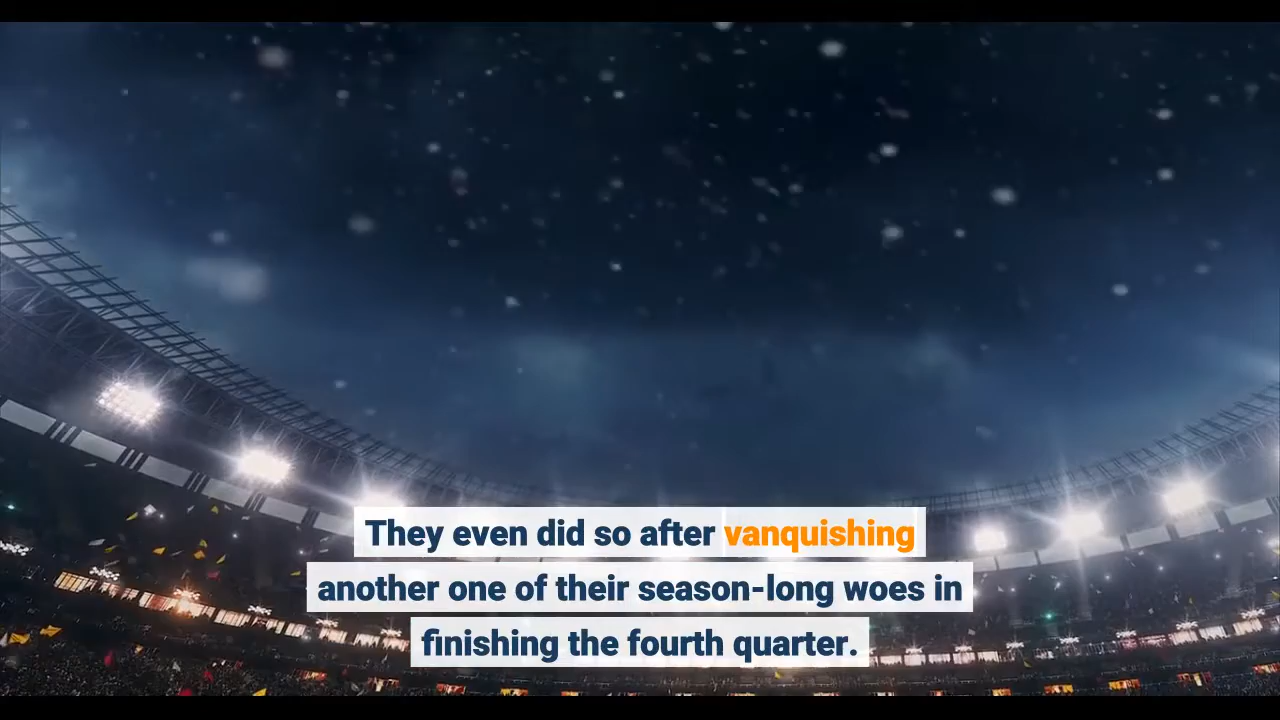 They even did so after vanquishing
another one of their season-long woes in
finishing the fourth quarter.